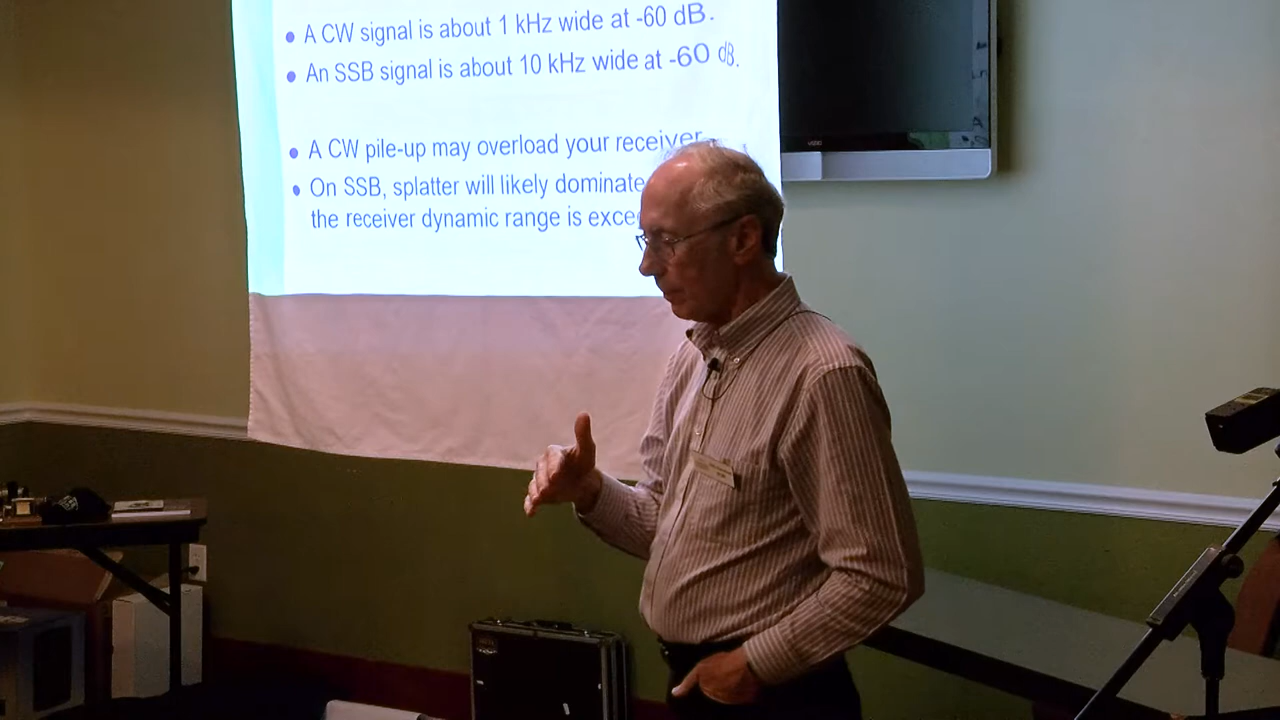 ● A CW signal is about 1 kHz wide at -60 dB.
● An SSB signal is about 10 kHz wide at -60 dB.
● A CW pile-up may overload your receiver
● On SSB, splatter will likely dominate
the receiver dynamic range is
VIZIO